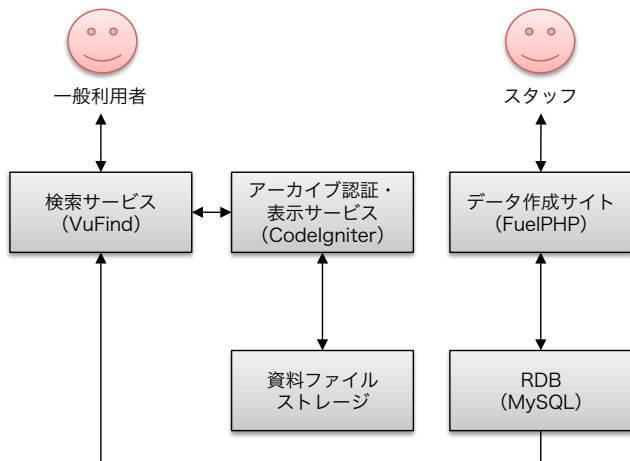 一般利用者
スタッフ
検索サービス
（VuFind）
アーカイブ認証・
表示サービス
（CodeIgniter）
データ作成サイト
（FuelPHP）
資料ファイル
ストレージ
RDB
（MySQL）